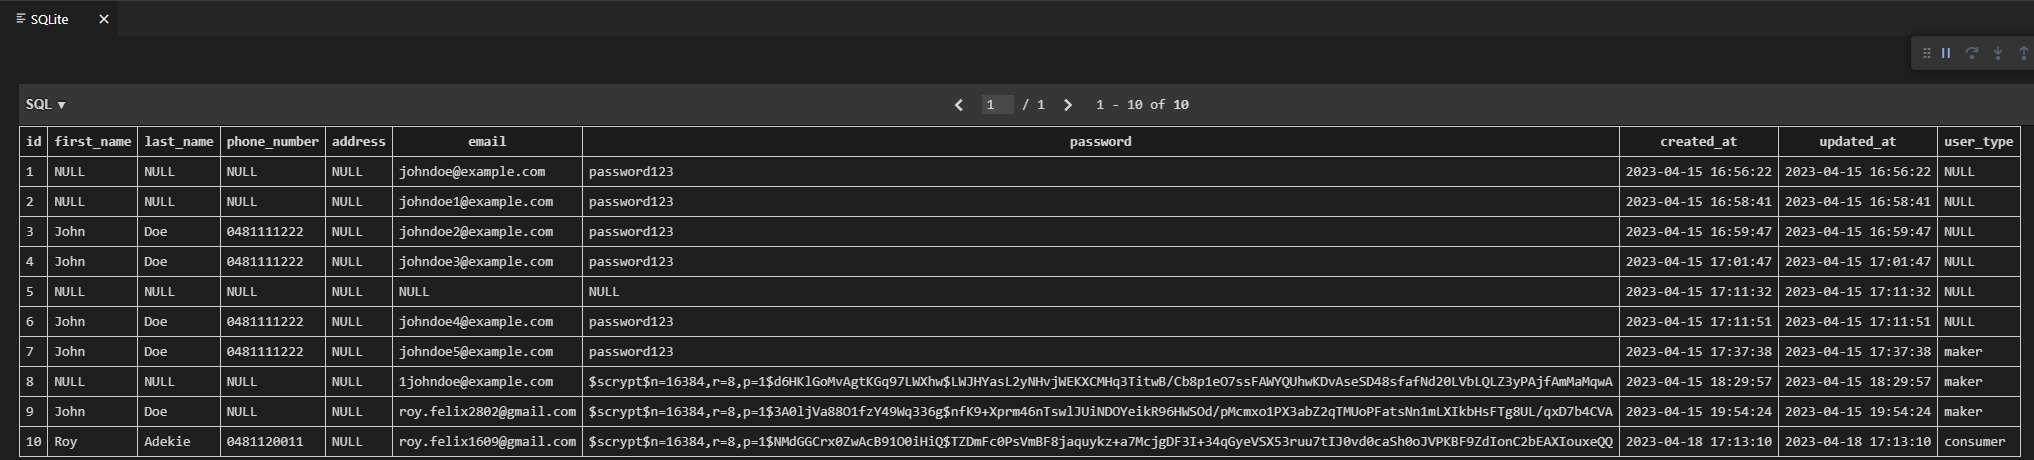 SQLite
SQL ▼ 1 / 1 1 - 10 of 10
id first_name last_name phone_number address email password created_at updated_at user_type
1 NULL NULL NULL NULL johndoe@example.com password123 2023-04-15 16:56:22 2023-04-15 16:56:22 NULL
2 NULL NULL NULL NULL johndoe1@example.com password123 2023-04-15 16:58:41 2023-04-15 16:58:41 NULL
3 John Doe 0481111222 NULL johndoe2@example.com password123 2023-04-15 16:59:47 2023-04-15 16:59:47 NULL
4 John Doe 0481111222 NULL johndoe3@example.com password123 2023-04-15 17:01:47 2023-04-15 17:01:47 NULL
5 NULL NULL NULL NULL NULL NULL 2023-04-15 17:11:32 2023-04-15 17:11:32 NULL
6 John Doe 0481111222 NULL johndoe4@example.com password123 2023-04-15 17:11:51 2023-04-15 17:11:51 NULL
7 John Doe 0481111222 NULL johndoe5@example.com password123 2023-04-15 17:37:38 2023-04-15 17:37:38 maker
8 NULL NULL NULL NULL 1johndoe@example.com $scrypt$n=16384,r=8,p=1$d6HKlGoMvAgtKGq97LWXhw$LWJHYasL2yNHvjWEKXCMHq3TitwB/Cb8p1eO7ssFAWYQUhwKDvAseSD48sfafNd20LVbLQLZ3yPAjfAmMaMqwA 2023-04-15 18:29:57 2023-04-15 18:29:57 maker
9 John Doe NULL NULL roy.felix2802@gmail.com $scrypt$n=16384,r=8,p=1$3A0ljVa88O1fzY49Wq336g$nfK9+Xprm46nTswlJUiNDOYeikR96HWSOd/pMcmxo1PX3abZ2qTMUoPFatsNn1mLXIkbHsFTg8UL/qxD7b4CVA 2023-04-15 19:54:24 2023-04-15 19:54:24 maker
10 Roy Adekie 0481120011 NULL roy.felix1609@gmail.com $scrypt$n=16384,r=8,p=1$NMdGGCrx0ZwAcB91O0iHiQ$TZDmFc0PsVmBF8jaquykz+a7McjgDF3I+34qGyeVSX53ruu7tIJ0vd0caSh0oJVPKBF9ZdIonC2bEAXIouxeQQ 2023-04-18 17:13:10 2023-04-18 17:13:10 consumer